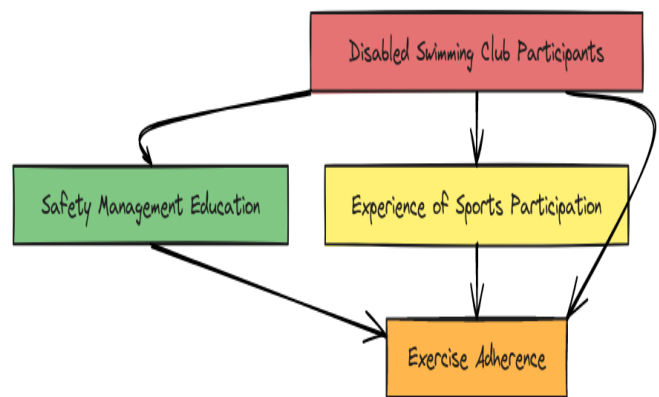 Disabled Swimming Club Participants
Safety Management Education
Experience of Sports Participation
Exercise Adherence